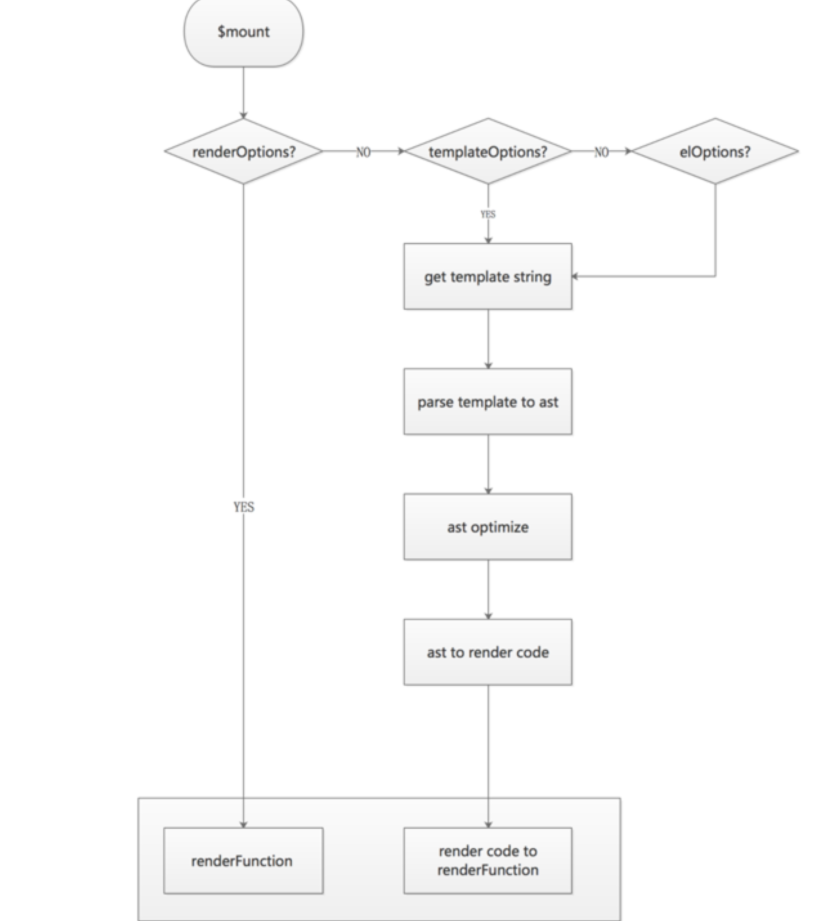 $mount
renderOptions?
NO
templateOptions?
NO
elOptions?
YES
get template string
parse template to ast
YES
ast optimize
ast to render code
renderFunction
render code to
renderFunction